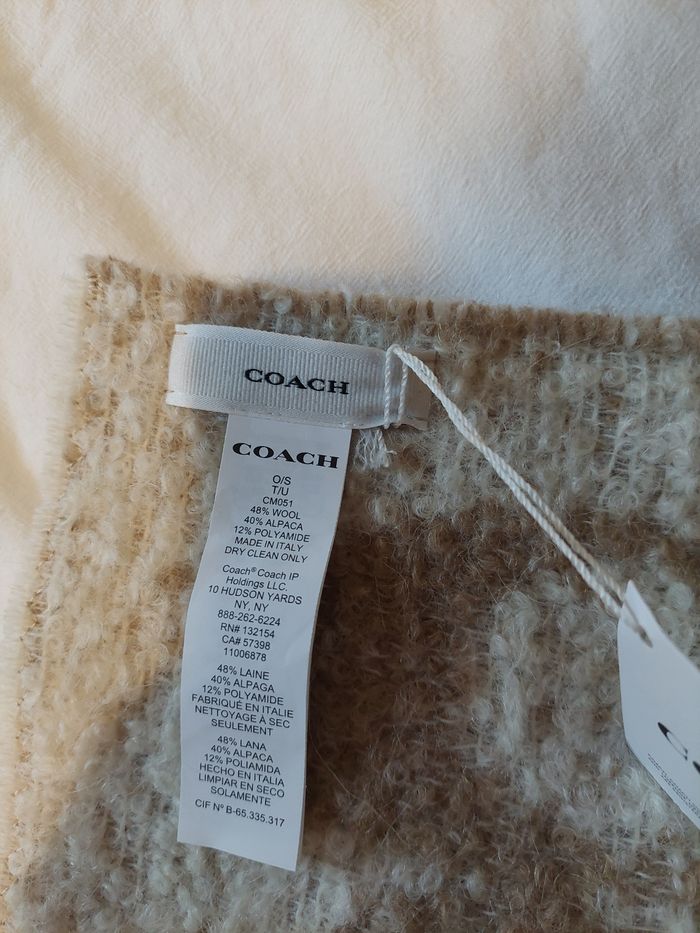 COACH
COACH
O/S
T/U
CM051
48% WOOL
40% ALPACA
12% POLYAMIDE
MADE IN ITALY
DRY CLEAN ONLY
Coach® Coach IP
Holdings LLC.
10 HUDSON YARDS
NY, NY
888-262-6224
RN# 132154
CA# 57398
11006878
48% LAINE
40% ALPAGA
12% POLYAMIDE
FABRIQUÉ EN ITALIE
NETTOYAGE À SEC
SEULEMENT
48% LANA
40% ALPACA
12% POLIAMIDA
HECHO EN ITALIA
LIMPIAR EN SECO
SOLAMENTE
CIF Nº B-65.335.317